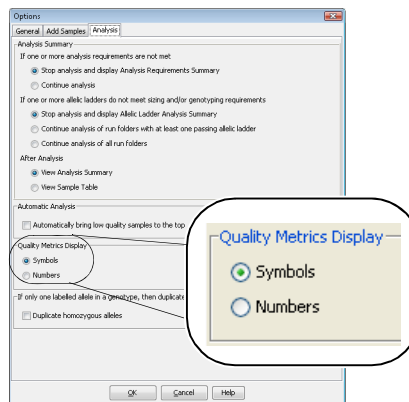 Options
General Add Samples Analysis
Analysis Summary
If one or more analysis requirements are not met
Stop analysis and display Analysis Requirements Summary
Continue analysis
If one or more allelic ladders do not meet sizing and/or genotyping requirements
Stop analysis and display Allelic Ladder Analysis Summary
Continue analysis of run folders with at least one passing allelic ladder
Continue analysis of all run folders
After Analysis
View Analysis Summary
View Sample Table
Automatic Analysis
Automatically bring low quality samples to the top
Quality Metrics Display
Symbols
Numbers
If only one labelled allele in a genotype, then duplicate
Duplicate homozygous alleles
OK Cancel Help
Quality Metrics Display
Symbols
Numbers